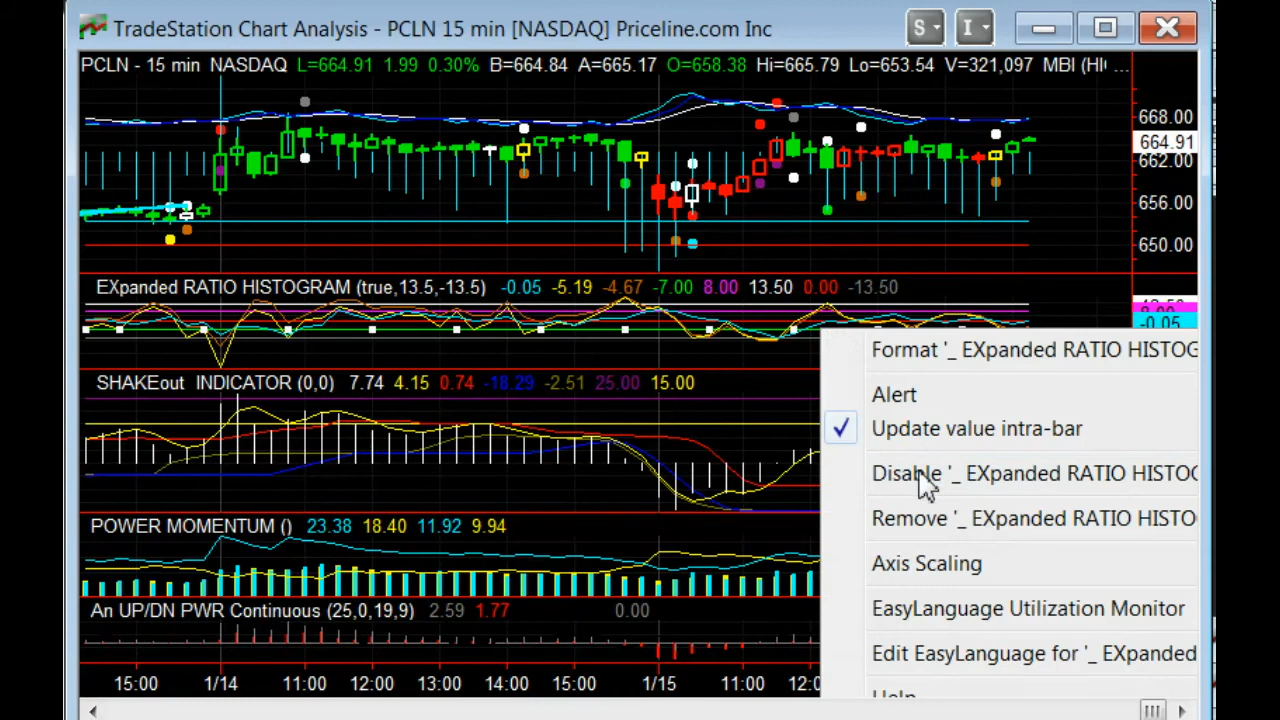 TradeStation Chart Analysis - PCLN 15 min [NASDAQ] Priceline.com Inc
S I
PCLN - 15 min NASDAQ L=664.91 1.99 0.30% B=664.84 A=665.17 O=658.38 Hi=665.79 Lo=653.54 V=321,097 MBI (HI( ...
668.00
664.91
662.00
656.00
650.00
EXpanded RATIO HISTOGRAM (true,13.5,-13.5) -0.05 -5.19 -4.67 -7.00 8.00 13.50 0.00 -13.50
-0.05
Format '_ EXpanded RATIO HISTOG
SHAKEout INDICATOR (0,0) 7.74 4.15 0.74 -18.29 -2.51 25.00 15.00
Alert
Update value intra-bar
Disable '_ EXpanded RATIO HISTOG
POWER MOMENTUM () 23.38 18.40 11.92 9.94
Remove '_ EXpanded RATIO HISTO
Axis Scaling
An UP/DN PWR Continuous (25,0,19,9) 2.59 1.77 0.00
EasyLanguage Utilization Monitor
Edit EasyLanguage for '_ EXpanded
15:00 1/14 11:00 12:00 13:00 14:00 15:00 1/15 11:00 12:0
Help